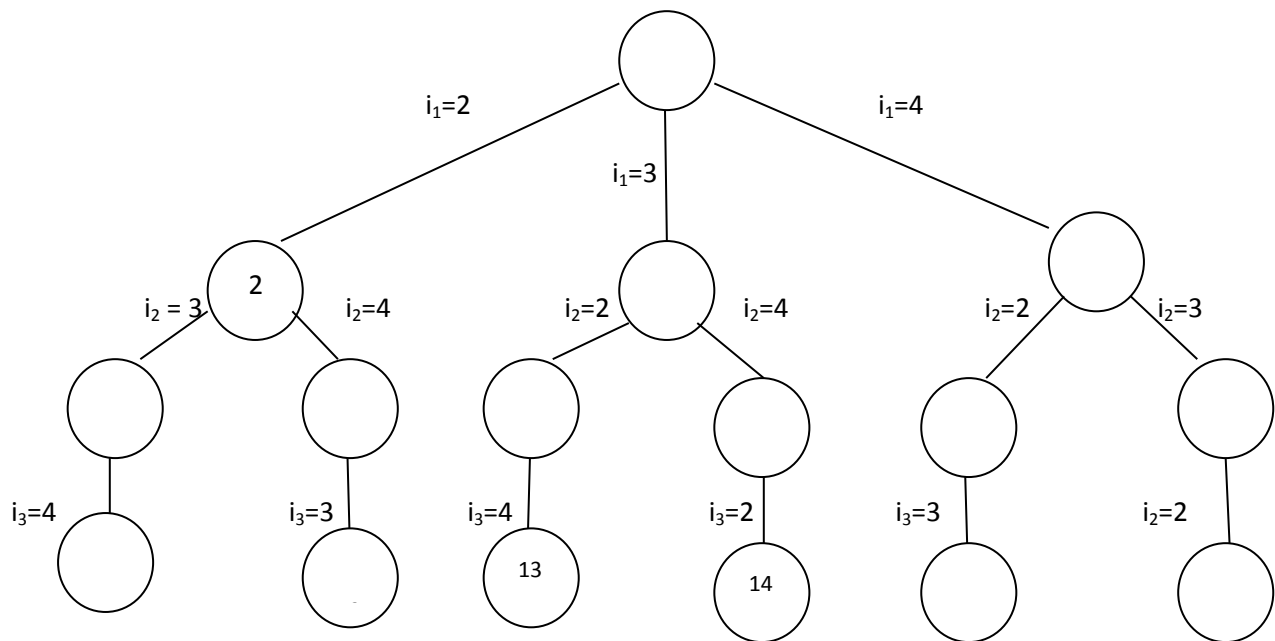 i₁=2
i₁=4
i₁=3
2
i₂ = 3
i₂=4
i₂=2
i₂=4
i₂=2
i₂=3
i₃=4
i₃=3
i₃=4
i₃=2
i₃=3
i₂=2
13
14